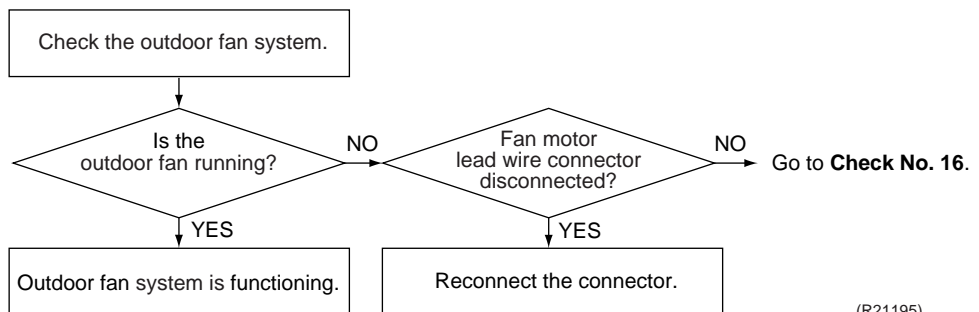 Check the outdoor fan system.
Is the
outdoor fan running?
NO
Fan motor
lead wire connector
disconnected?
NO
Go to Check No. 16.
YES
YES
Outdoor fan system is functioning.
Reconnect the connector.
(R21195)